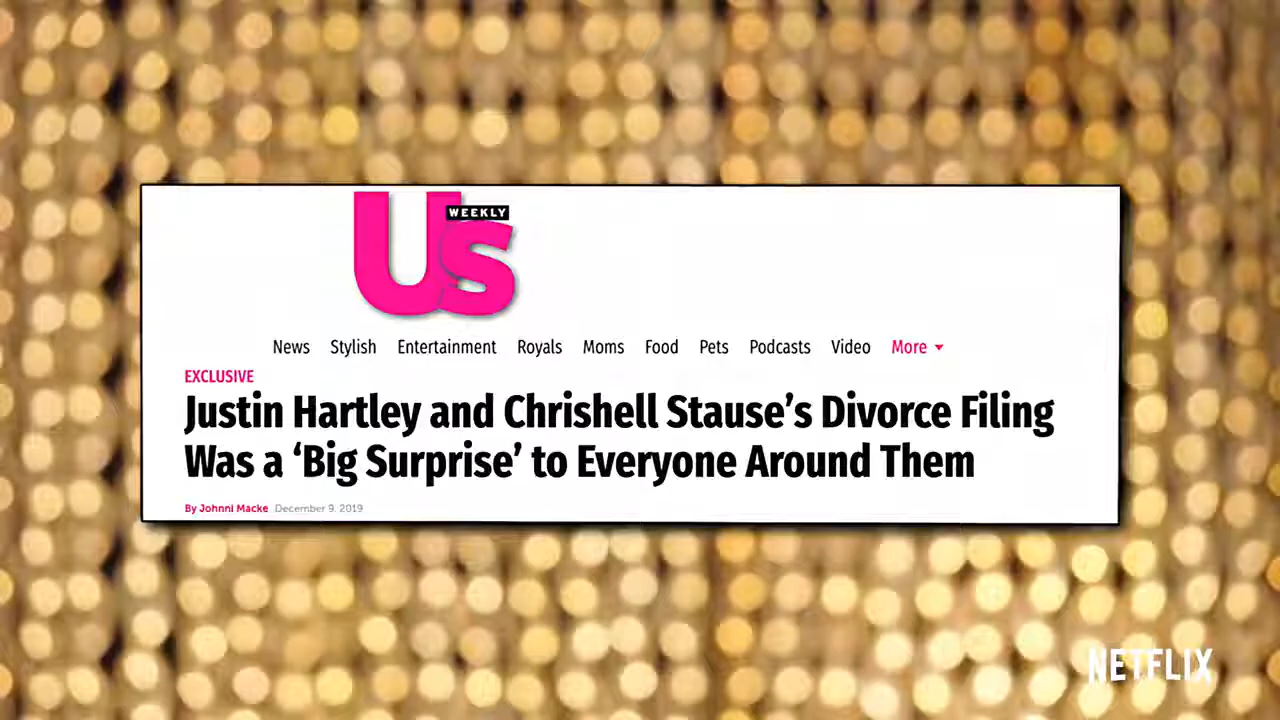 Us
WEEKLY
News Stylish Entertainment Royals Moms Food Pets Podcasts Video More
EXCLUSIVE
Justin Hartley and Chrishell Stause’s Divorce Filing
Was a ‘Big Surprise’ to Everyone Around Them
By Johnni Macke December 9, 2019
NETFLIX